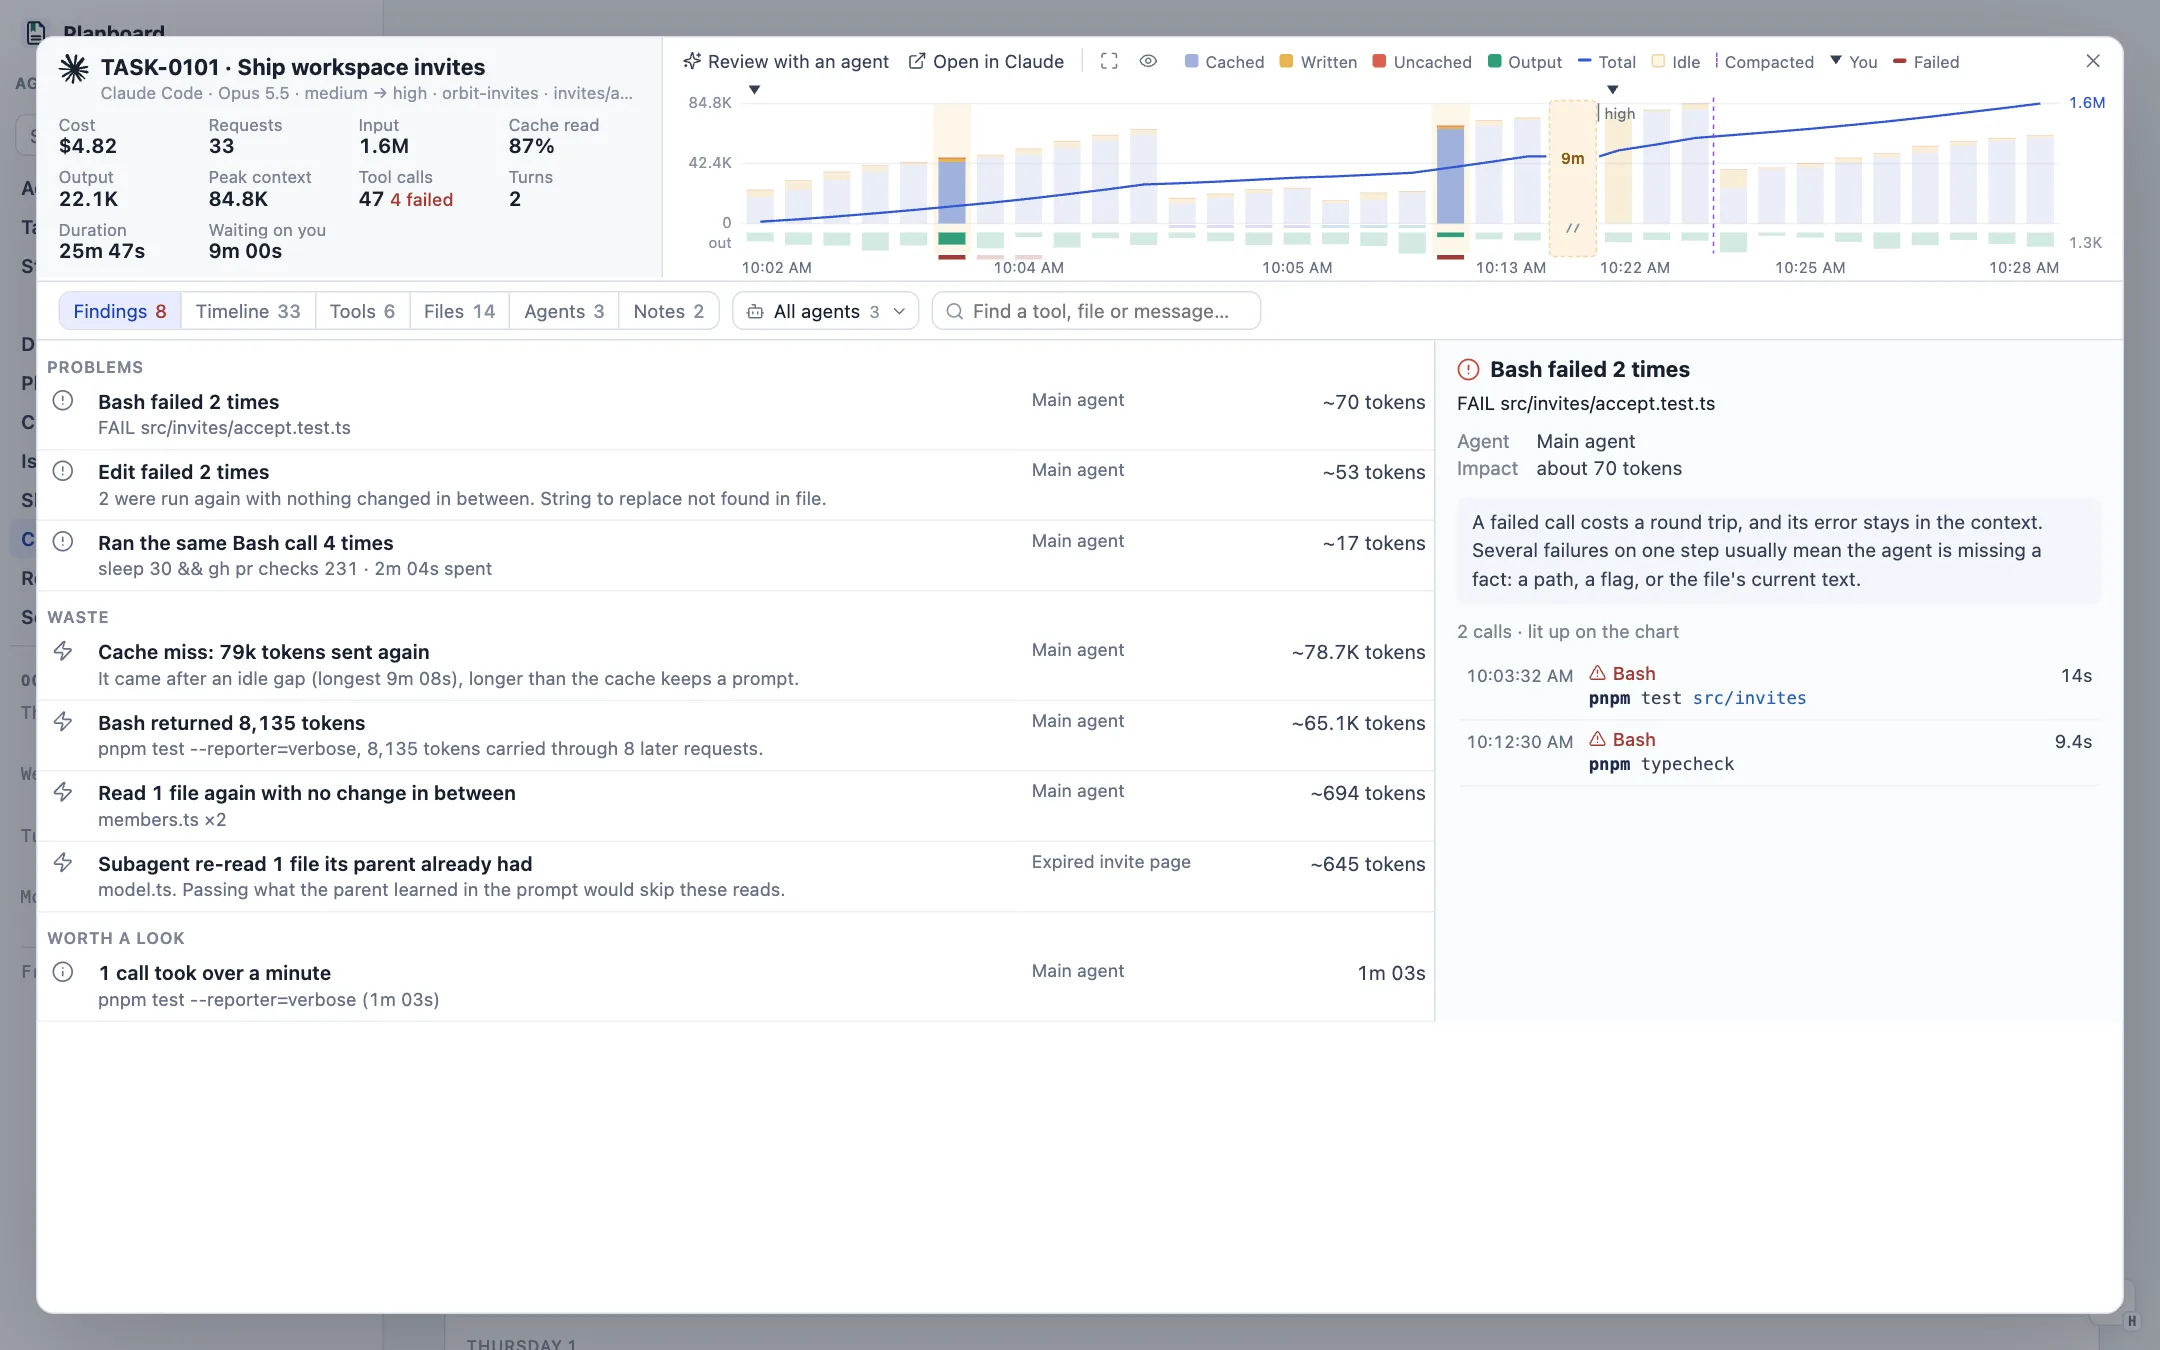 Planboard
TASK-0101 · Ship workspace invites
Claude Code · Opus 5.5 · medium → high · orbit-invites · invites/a...
Cost
$4.82
Requests
33
Input
1.6M
Cache read
87%
Output
22.1K
Peak context
84.8K
Tool calls
47 4 failed
Turns
2
Duration
25m 47s
Waiting on you
9m 00s
Review with an agent
Open in Claude
Cached
Written
Uncached
Output
Total
Idle
Compacted
You
Failed
84.8K
42.4K
0
out
high
9m
1.6M
1.3K
10:02 AM
10:04 AM
10:05 AM
10:13 AM
10:22 AM
10:25 AM
10:28 AM
Findings 8
Timeline 33
Tools 6
Files 14
Agents 3
Notes 2
All agents 3
Find a tool, file or message...
PROBLEMS
Bash failed 2 times
Main agent
~70 tokens
FAIL src/invites/accept.test.ts
Edit failed 2 times
Main agent
~53 tokens
2 were run again with nothing changed in between. String to replace not found in file.
Ran the same Bash call 4 times
Main agent
~17 tokens
sleep 30 && gh pr checks 231 · 2m 04s spent
WASTE
Cache miss: 79k tokens sent again
Main agent
~78.7K tokens
It came after an idle gap (longest 9m 08s), longer than the cache keeps a prompt.
Bash returned 8,135 tokens
Main agent
~65.1K tokens
pnpm test --reporter=verbose, 8,135 tokens carried through 8 later requests.
Read 1 file again with no change in between
Main agent
~694 tokens
members.ts ×2
Subagent re-read 1 file its parent already had
Expired invite page
~645 tokens
model.ts. Passing what the parent learned in the prompt would skip these reads.
WORTH A LOOK
1 call took over a minute
Main agent
1m 03s
pnpm test --reporter=verbose (1m 03s)
Bash failed 2 times
FAIL src/invites/accept.test.ts
Agent Main agent
Impact about 70 tokens
A failed call costs a round trip, and its error stays in the context.
Several failures on one step usually mean the agent is missing a
fact: a path, a flag, or the file's current text.
2 calls · lit up on the chart
10:03:32 AM
Bash
14s
pnpm test src/invites
10:12:30 AM
Bash
9.4s
pnpm typecheck
THURSDAY 1
H